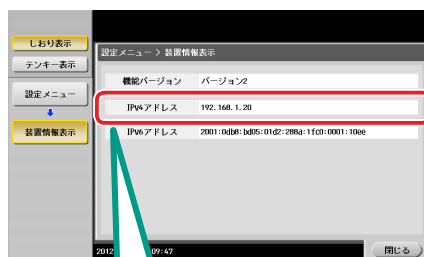 しおり表示
テンキー表示
設定メニュー
装置情報表示
設定メニュー > 装置情報表示
機能バージョン バージョン2
IPv4アドレス 192.168.1.20
IPv6アドレス 2001:0db8:bd05:01d2:288a:1fc0:0001:10ee
2012 09:47
閉じる